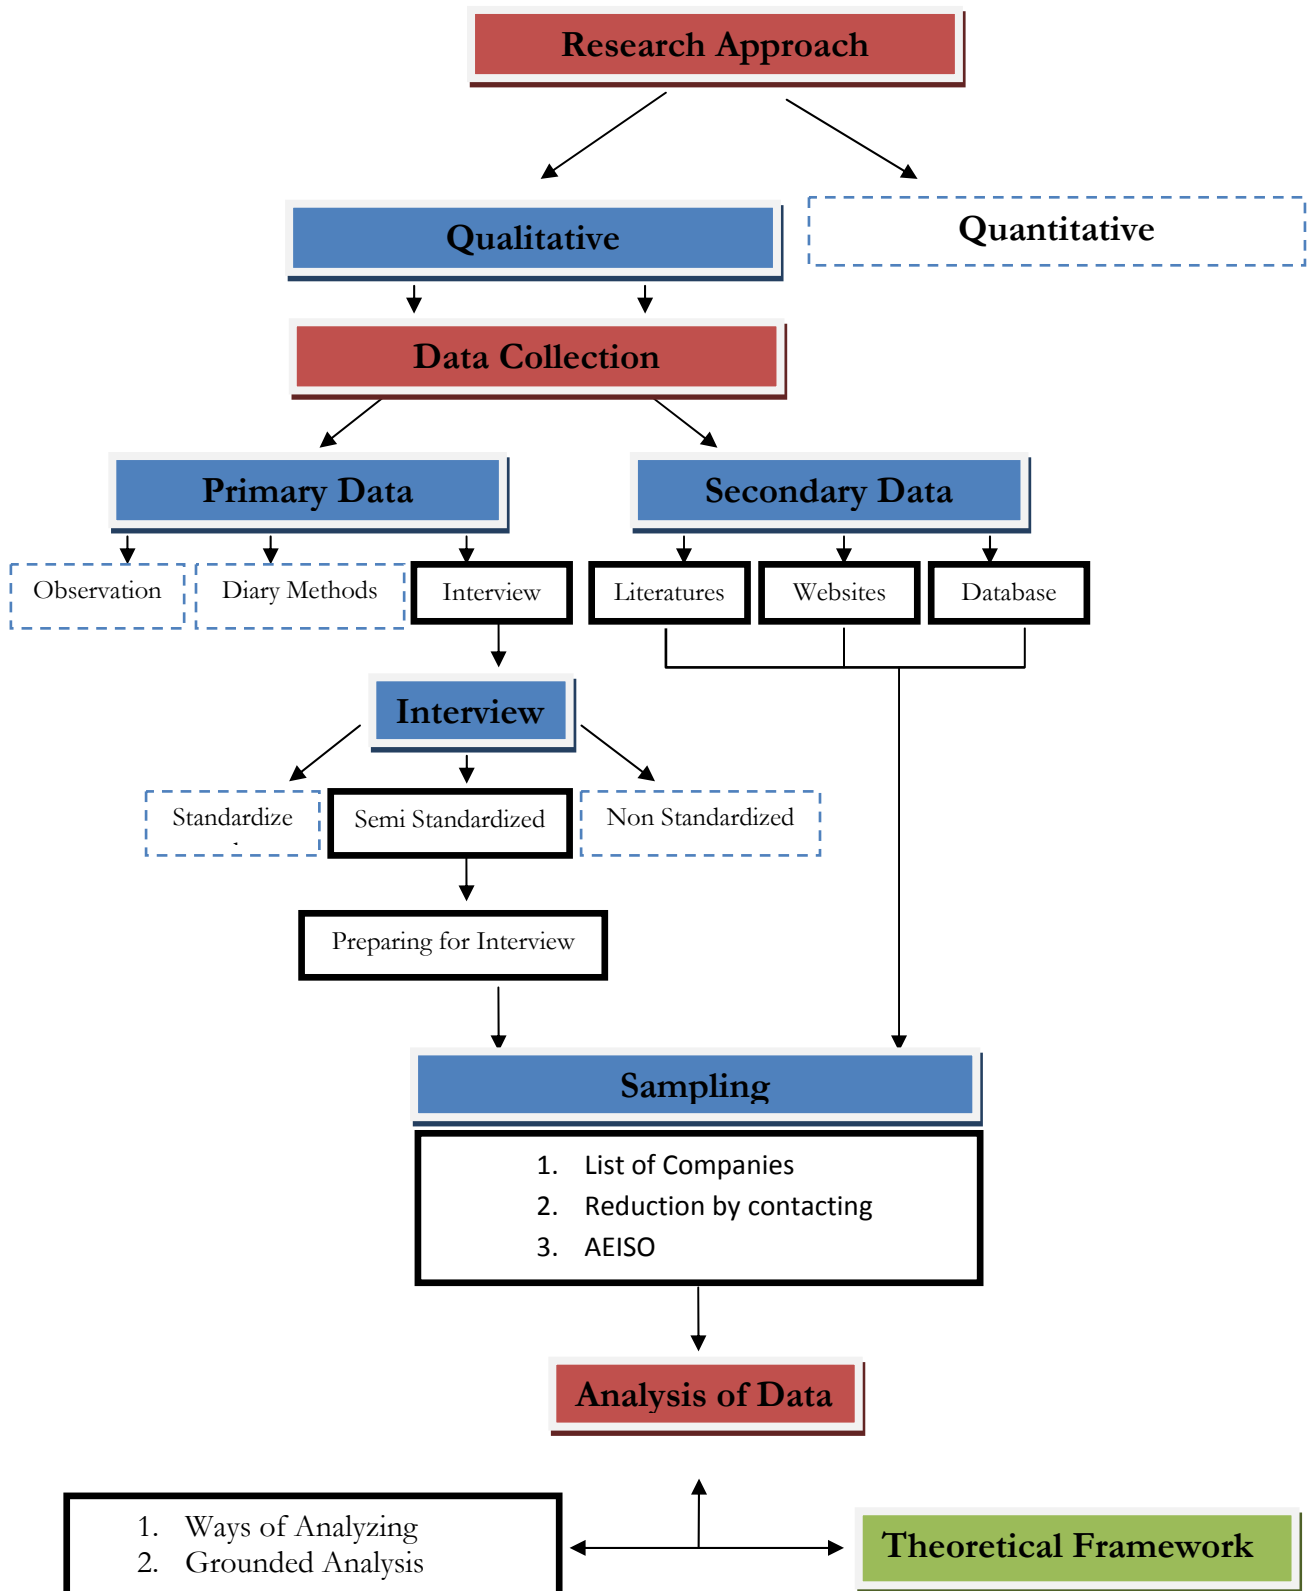 Research Approach
Qualitative
Quantitative
Data Collection
Primary Data
Secondary Data
Observation
Diary Methods
Interview
Literatures
Websites
Database
Interview
Standardize
Semi Standardized
Non Standardized
Preparing for Interview
Sampling
1. List of Companies
2. Reduction by contacting
3. AEISO
Analysis of Data
1. Ways of Analyzing
2. Grounded Analysis
Theoretical Framework